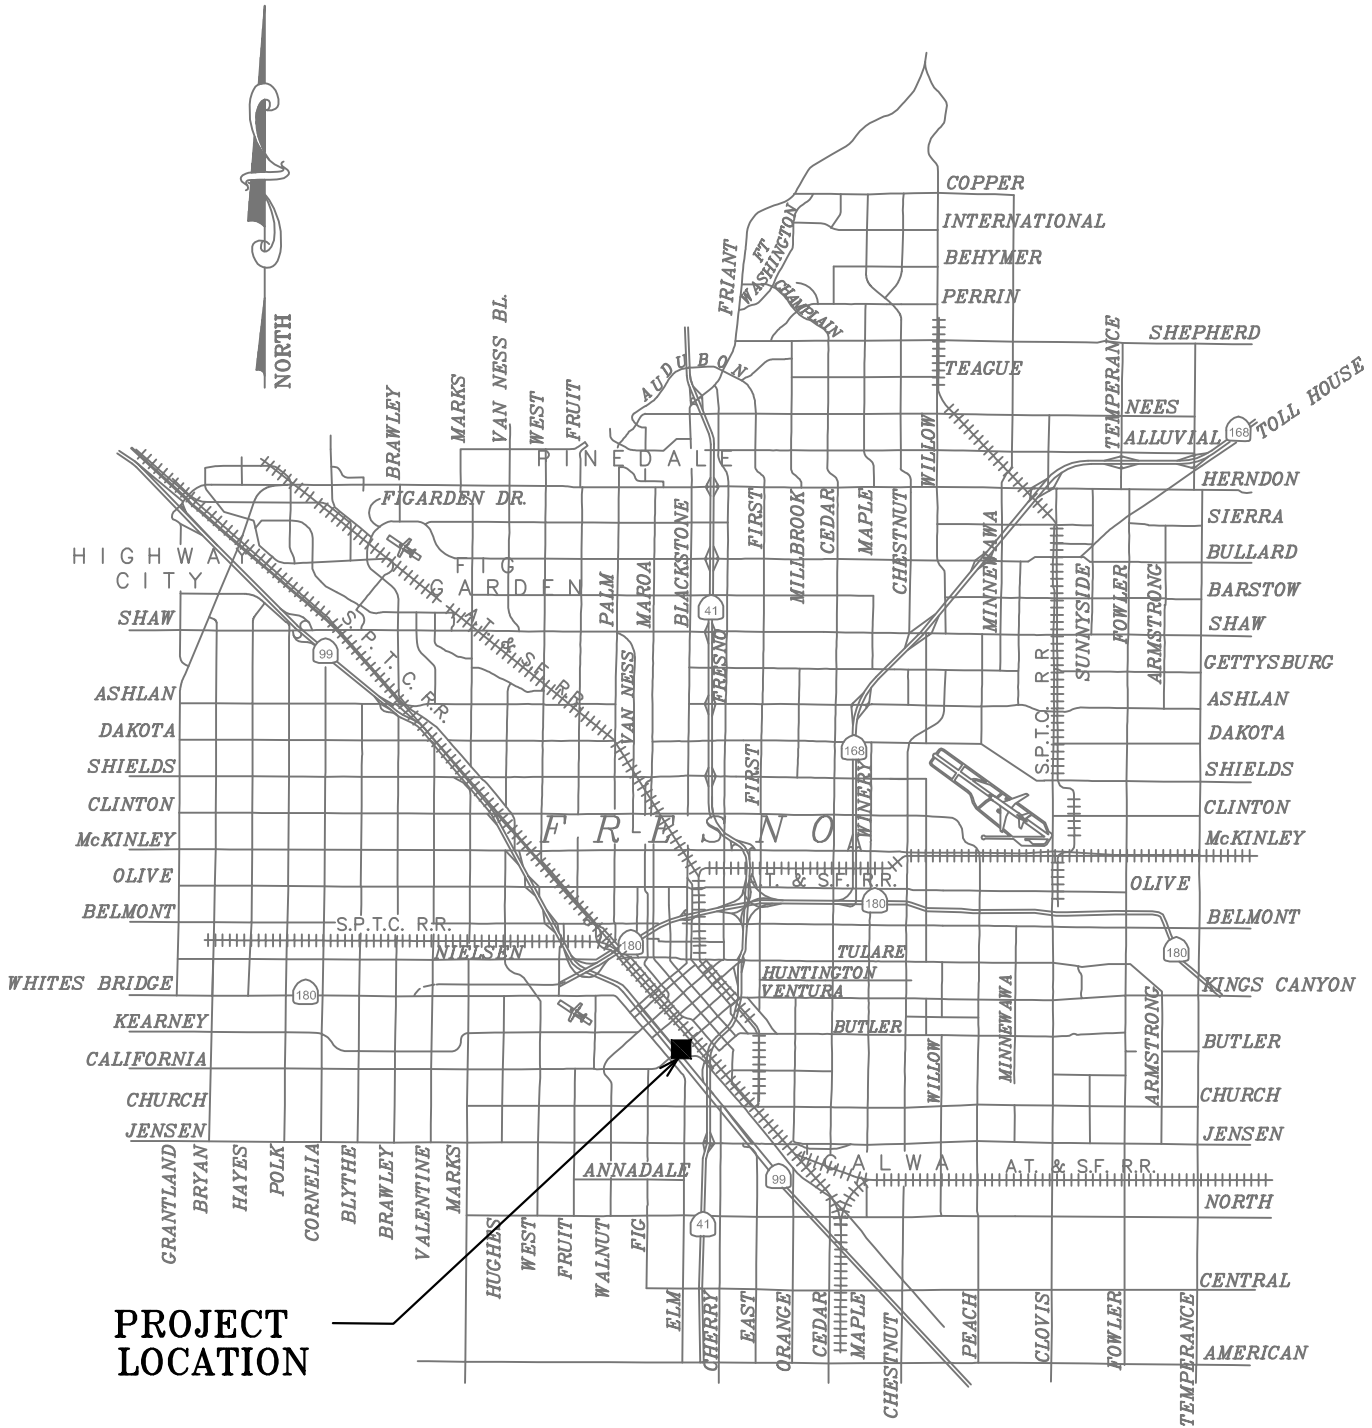 NORTH
COPPER
INTERNATIONAL
BEHYMER
PERRIN
FRIANT
FT
WASHINGTON
CHAMPLAIN
SHEPHERD
TEAGUE
TEMPERANCE
NEES
ALLUVIAL
168
TOLL HOUSE
AUDUBON
BRAWLEY
MARKS
VAN NESS BL.
WEST
FRUIT
PINEDALE
WILLOW
HERNDON
FIGARDEN DR.
SIERRA
BULLARD
BARSTOW
SHAW
GETTYSBURG
ASHLAN
DAKOTA
SHIELDS
CLINTON
McKINLEY
OLIVE
BELMONT
KINGS CANYON
BUTLER
CHURCH
JENSEN
NORTH
CENTRAL
AMERICAN
HIGHWAY
CITY
FIG
GARDEN
PALM
MAROA
BLACKSTONE
FIRST
MILLBROOK
CEDAR
MAPLE
CHESTNUT
MINNEWAWA
SUNNYSIDE
FOWLER
ARMSTRONG
41
FRESNO
VAN NESS
S.P.T.C. R.R.
A.T. & S.F. R.R.
99
S.P.T.C. R R
168
WINERY
FIRST
SHAW
ASHLAN
DAKOTA
SHIELDS
CLINTON
McKINLEY
OLIVE
BELMONT
WHITES BRIDGE
KEARNEY
CALIFORNIA
CHURCH
JENSEN
FRESNO
A.T. & S.F. R.R.
180
S.P.T.C. R.R.
NIELSEN
180
180
180
TULARE
HUNTINGTON
VENTURA
BUTLER
WILLOW
MINNEWAWA
ARMSTRONG
GRANTLAND
BRYAN
HAYES
POLK
CORNELIA
BLYTHE
BRAWLEY
VALENTINE
MARKS
HUGHES
WEST
FRUIT
WALNUT
FIG
ANNADALE
CALWA
A.T. & S.F. R.R.
99
41
ELM
CHERRY
EAST
ORANGE
CEDAR
MAPLE
CHESTNUT
PEACH
CLOVIS
FOWLER
TEMPERANCE
PROJECT
LOCATION